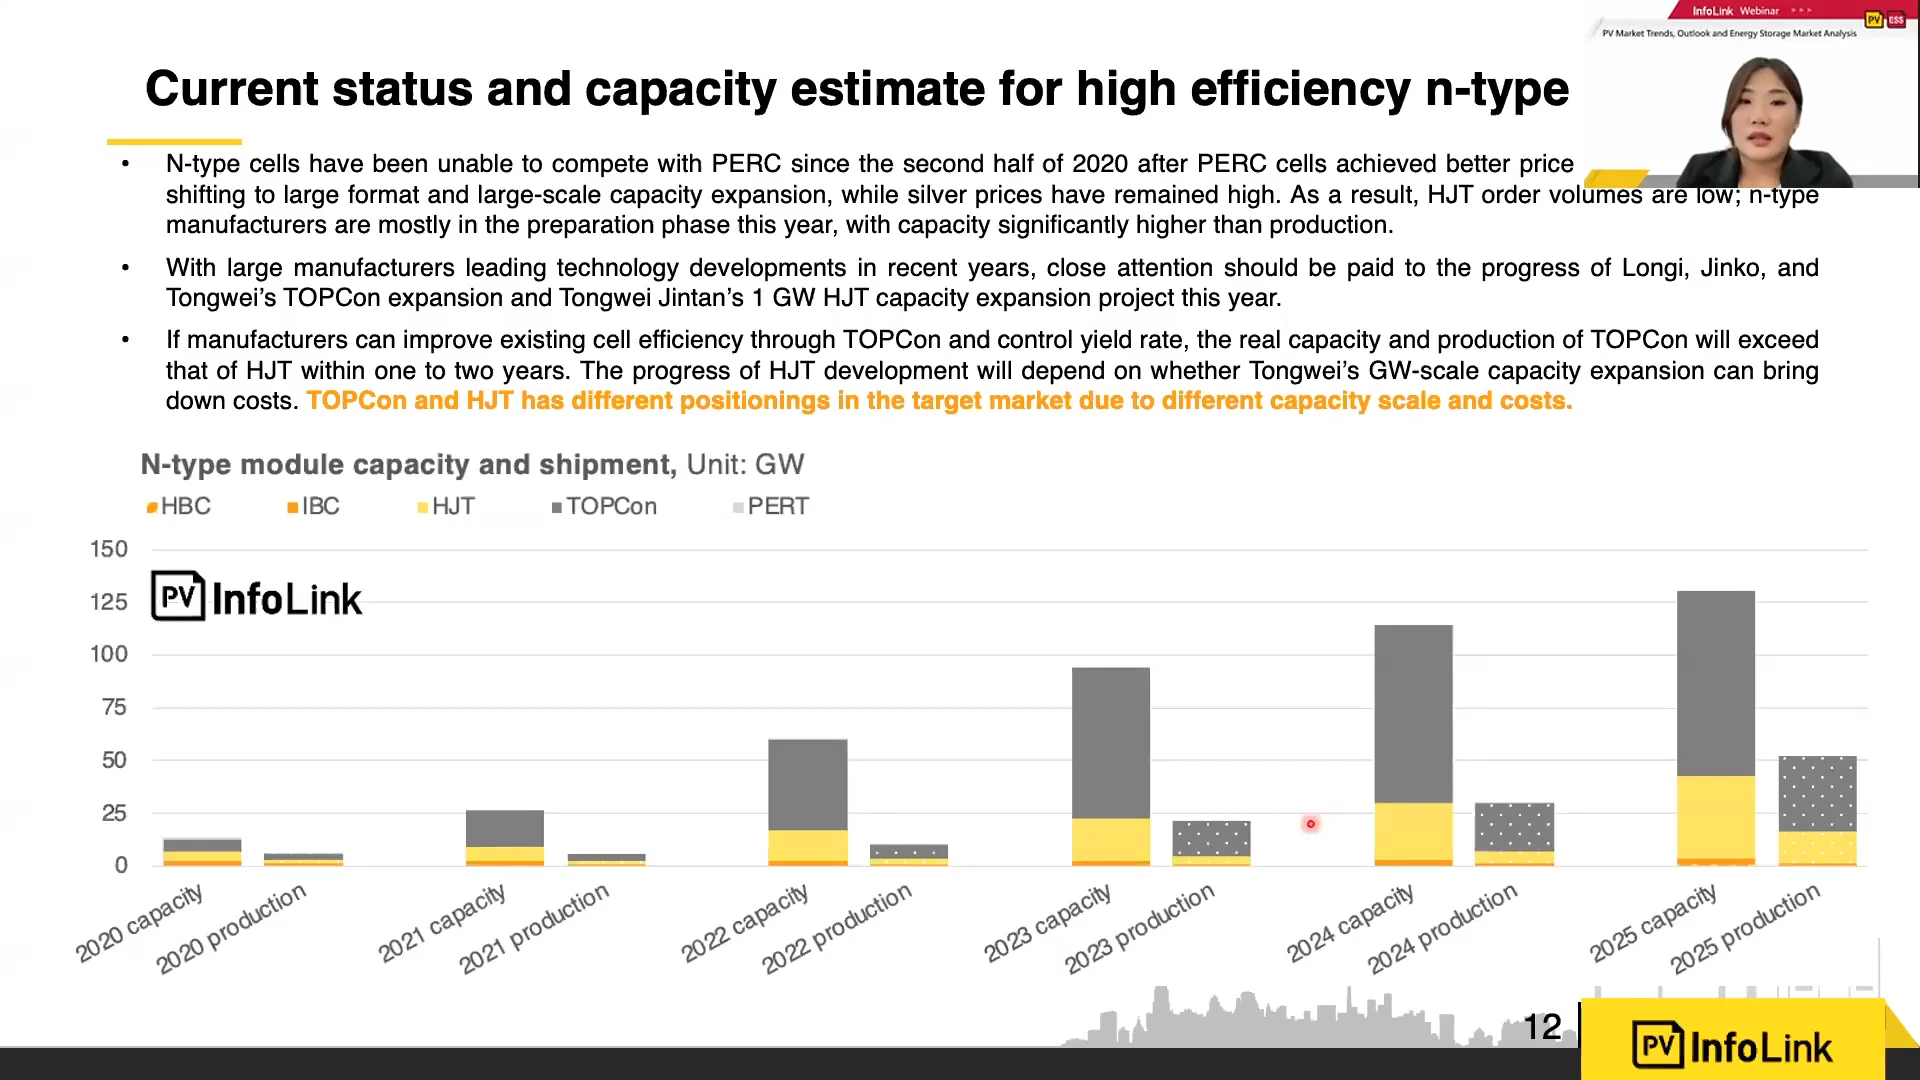 InfoLink Webinar
PV ESS
PV Market Trends, Outlook and Energy Storage Market Analysis
Current status and capacity estimate for high efficiency n-type
• N-type cells have been unable to compete with PERC since the second half of 2020 after PERC cells achieved better price
shifting to large format and large-scale capacity expansion, while silver prices have remained high. As a result, HJT order volumes are low; n-type
manufacturers are mostly in the preparation phase this year, with capacity significantly higher than production.
• With large manufacturers leading technology developments in recent years, close attention should be paid to the progress of Longi, Jinko, and
Tongwei’s TOPCon expansion and Tongwei Jintan’s 1 GW HJT capacity expansion project this year.
• If manufacturers can improve existing cell efficiency through TOPCon and control yield rate, the real capacity and production of TOPCon will exceed
that of HJT within one to two years. The progress of HJT development will depend on whether Tongwei’s GW-scale capacity expansion can bring
down costs. TOPCon and HJT has different positionings in the target market due to different capacity scale and costs.
N-type module capacity and shipment, Unit: GW
HBC IBC HJT TOPCon PERT
150
125
100
75
50
25
0
PV InfoLink
2020 capacity
2020 production
2021 capacity
2021 production
2022 capacity
2022 production
2023 capacity
2023 production
2024 capacity
2024 production
2025 capacity
2025 production
12
PV InfoLink